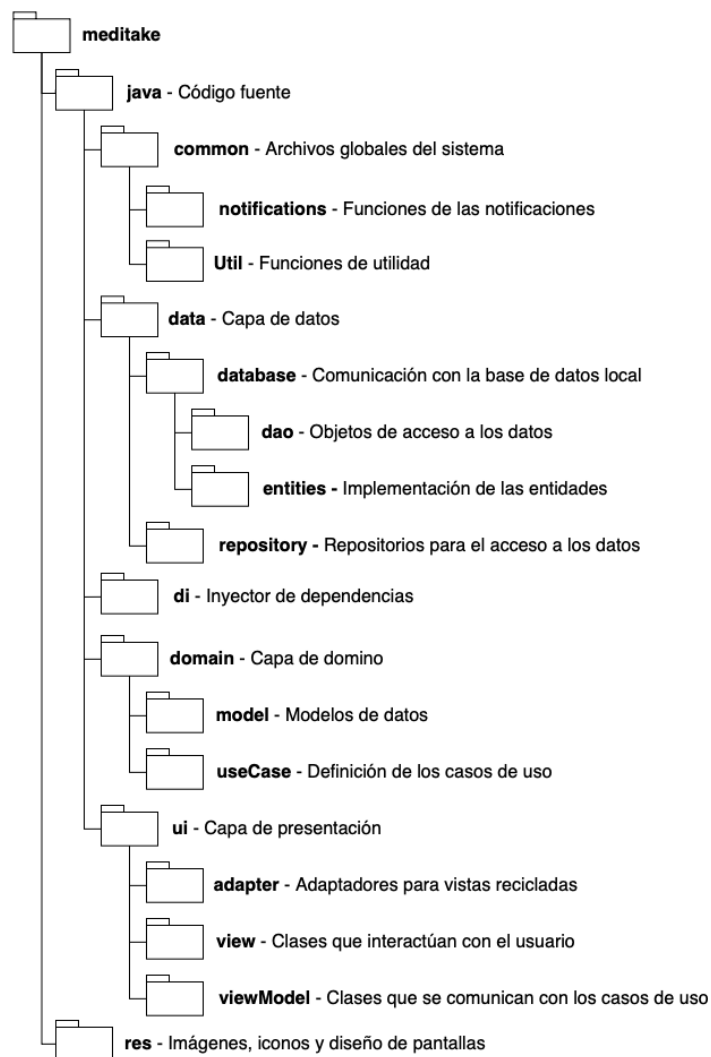 meditake
java - Código fuente
common - Archivos globales del sistema
notifications - Funciones de las notificaciones
Util - Funciones de utilidad
data - Capa de datos
database - Comunicación con la base de datos local
dao - Objetos de acceso a los datos
entities - Implementación de las entidades
repository - Repositorios para el acceso a los datos
di - Inyector de dependencias
domain - Capa de domino
model - Modelos de datos
useCase - Definición de los casos de uso
ui - Capa de presentación
adapter - Adaptadores para vistas recicladas
view - Clases que interactúan con el usuario
viewModel - Clases que se comunican con los casos de uso
res - Imágenes, iconos y diseño de pantallas